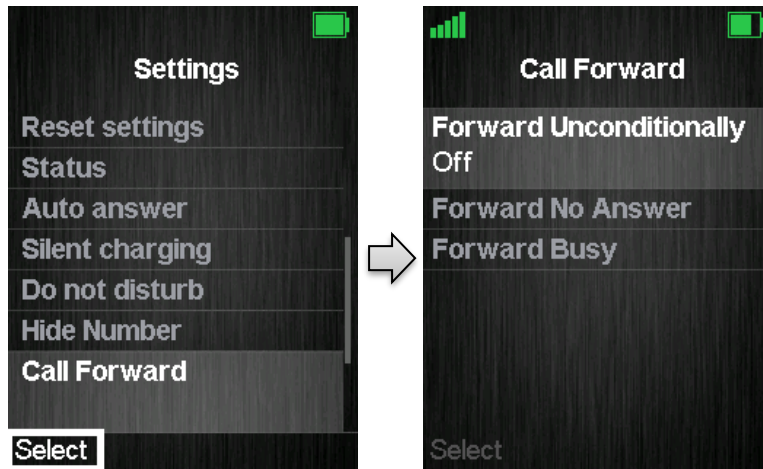 Settings
Reset settings
Status
Auto answer
Silent charging
Do not disturb
Hide Number
Call Forward
Select
Call Forward
Forward Unconditionally
Off
Forward No Answer
Forward Busy
Select